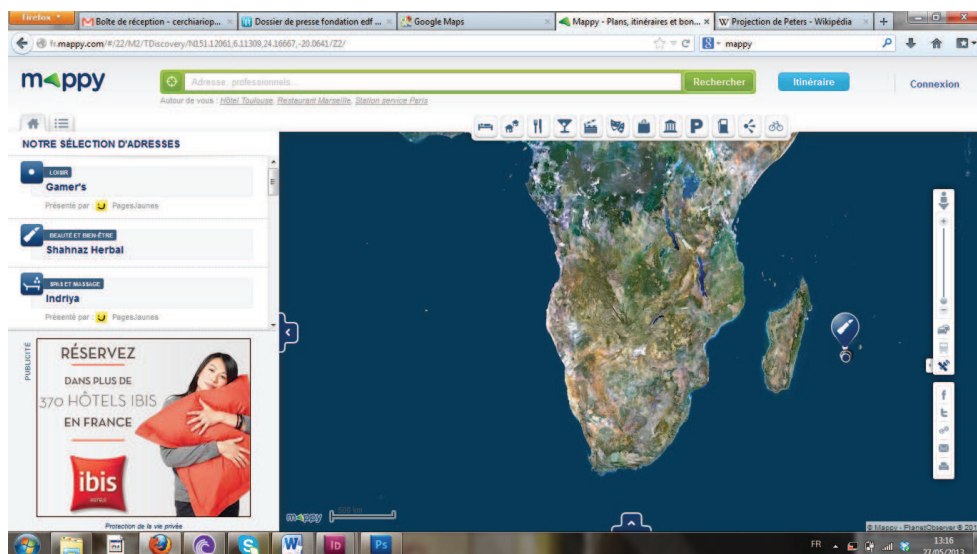 Firefox
Boîte de réception - cerchiariop...
Dossier de presse fondation edf ...
Google Maps
Mappy - Plans, itinéraires et bon...
W Projection de Peters - Wikipédia
fr.mappy.com/#/22/M2/TDiscovery/N151.12061,6.11309,24.16667,-20.0641/Z2/
mappy
mappy
Adresse, professionnels...
Rechercher
Itinéraire
Connexion
Autour de vous : Hôtel Toulouse, Restaurant Marseille, Station service Paris
NOTRE SÉLECTION D'ADRESSES
LOISIR
Gamer's
Présenté par : PagesJaunes
BEAUTÉ ET BIEN-ÊTRE
Shahnaz Herbal
SPAS ET MASSAGE
Indriya
Présenté par : PagesJaunes
P
PUBLICITÉ
RÉSERVEZ
DANS PLUS DE
370 HÔTELS IBIS
EN FRANCE
ibis
HOTELS
Protection de la vie privée
mappy
500 km
© Mappy - PlanetObserver © 201
W
Id
Ps
FR
13:16
27/05/2013